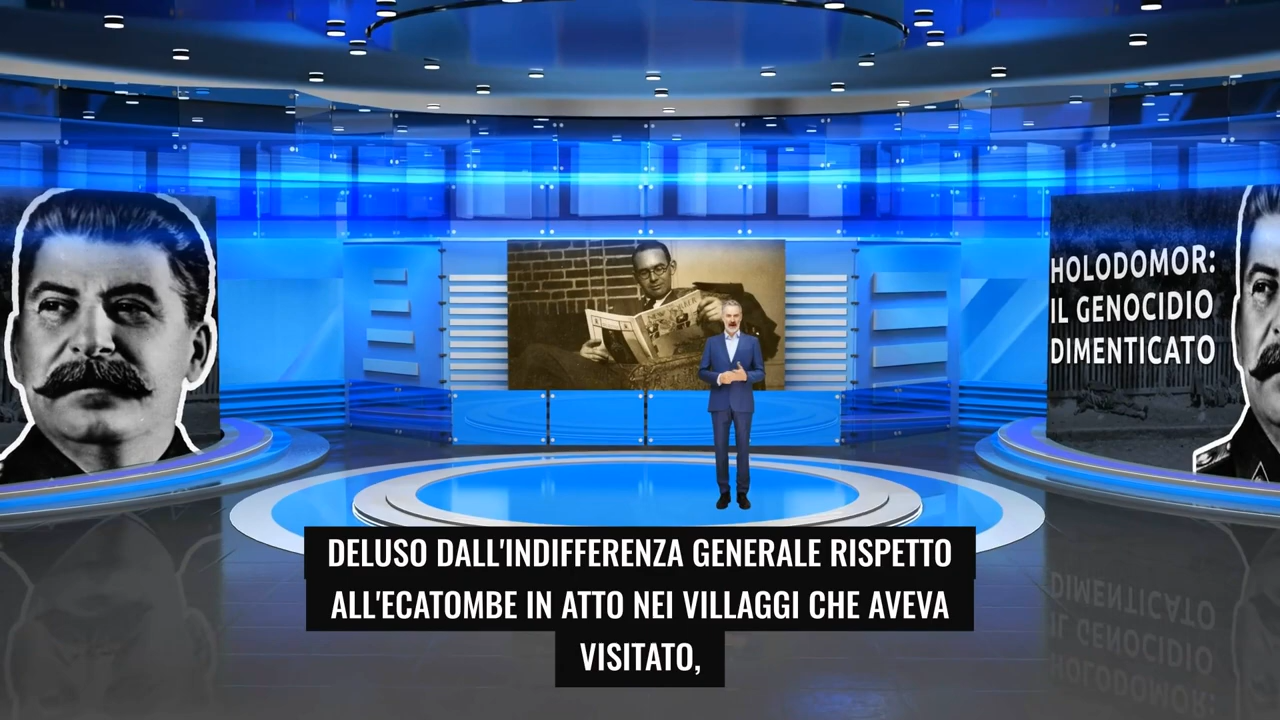 HOLODOMOR:
IL GENOCIDIO
DIMENTICATO
DELUSO DALL'INDIFFERENZA GENERALE RISPETTO
ALL'ECATOMBE IN ATTO NEI VILLAGGI CHE AVEVA
VISITATO,